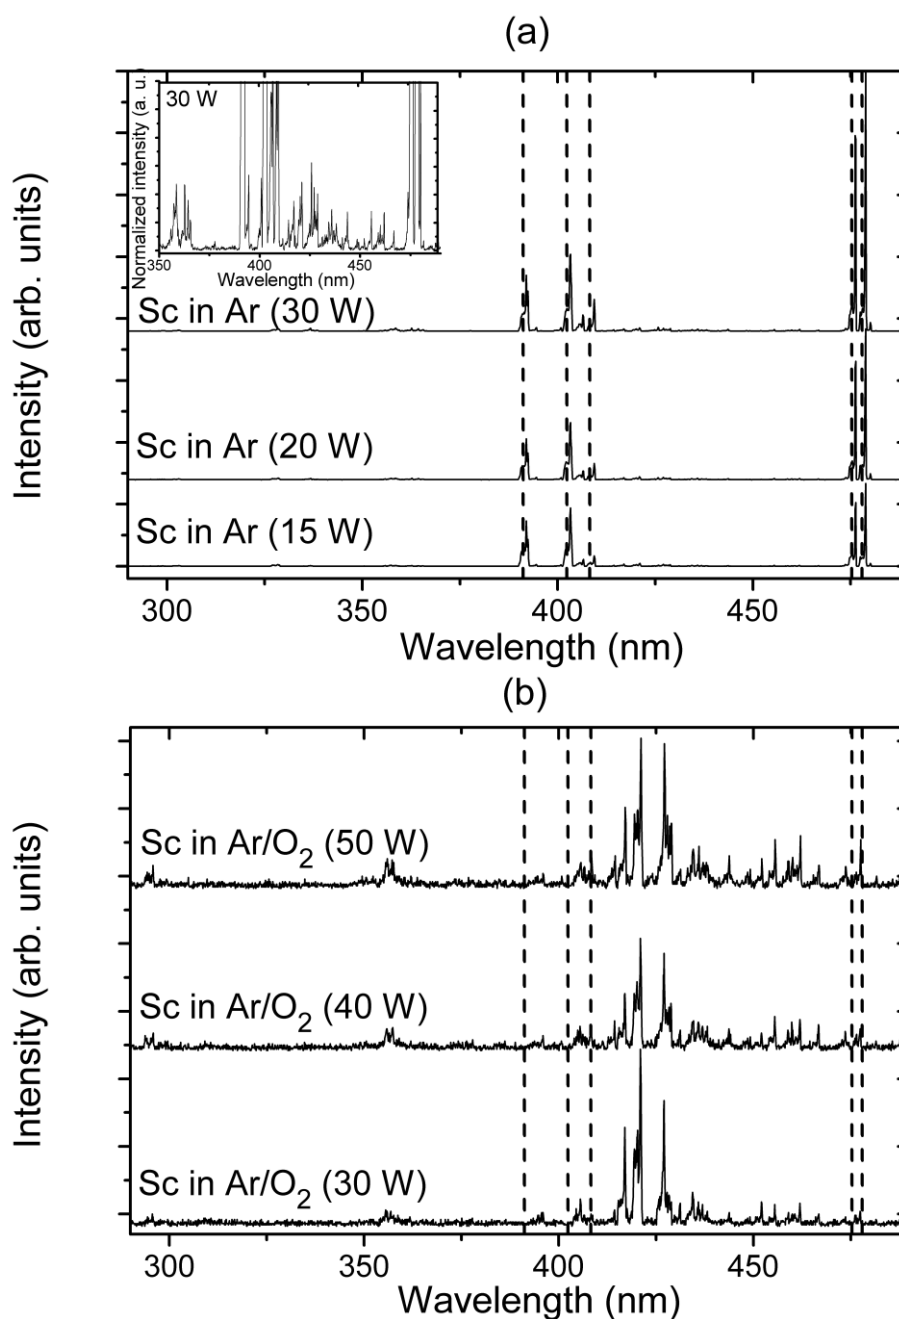 (a)
Intensity (arb. units)
Normalized intensity (a. u.)
30 W
350 400 450
Wavelength (nm)
Sc in Ar (30 W)
Sc in Ar (20 W)
Sc in Ar (15 W)
300 350 400 450
Wavelength (nm)
(b)
Intensity (arb. units)
Sc in Ar/O₂ (50 W)
Sc in Ar/O₂ (40 W)
Sc in Ar/O₂ (30 W)
300 350 400 450
Wavelength (nm)